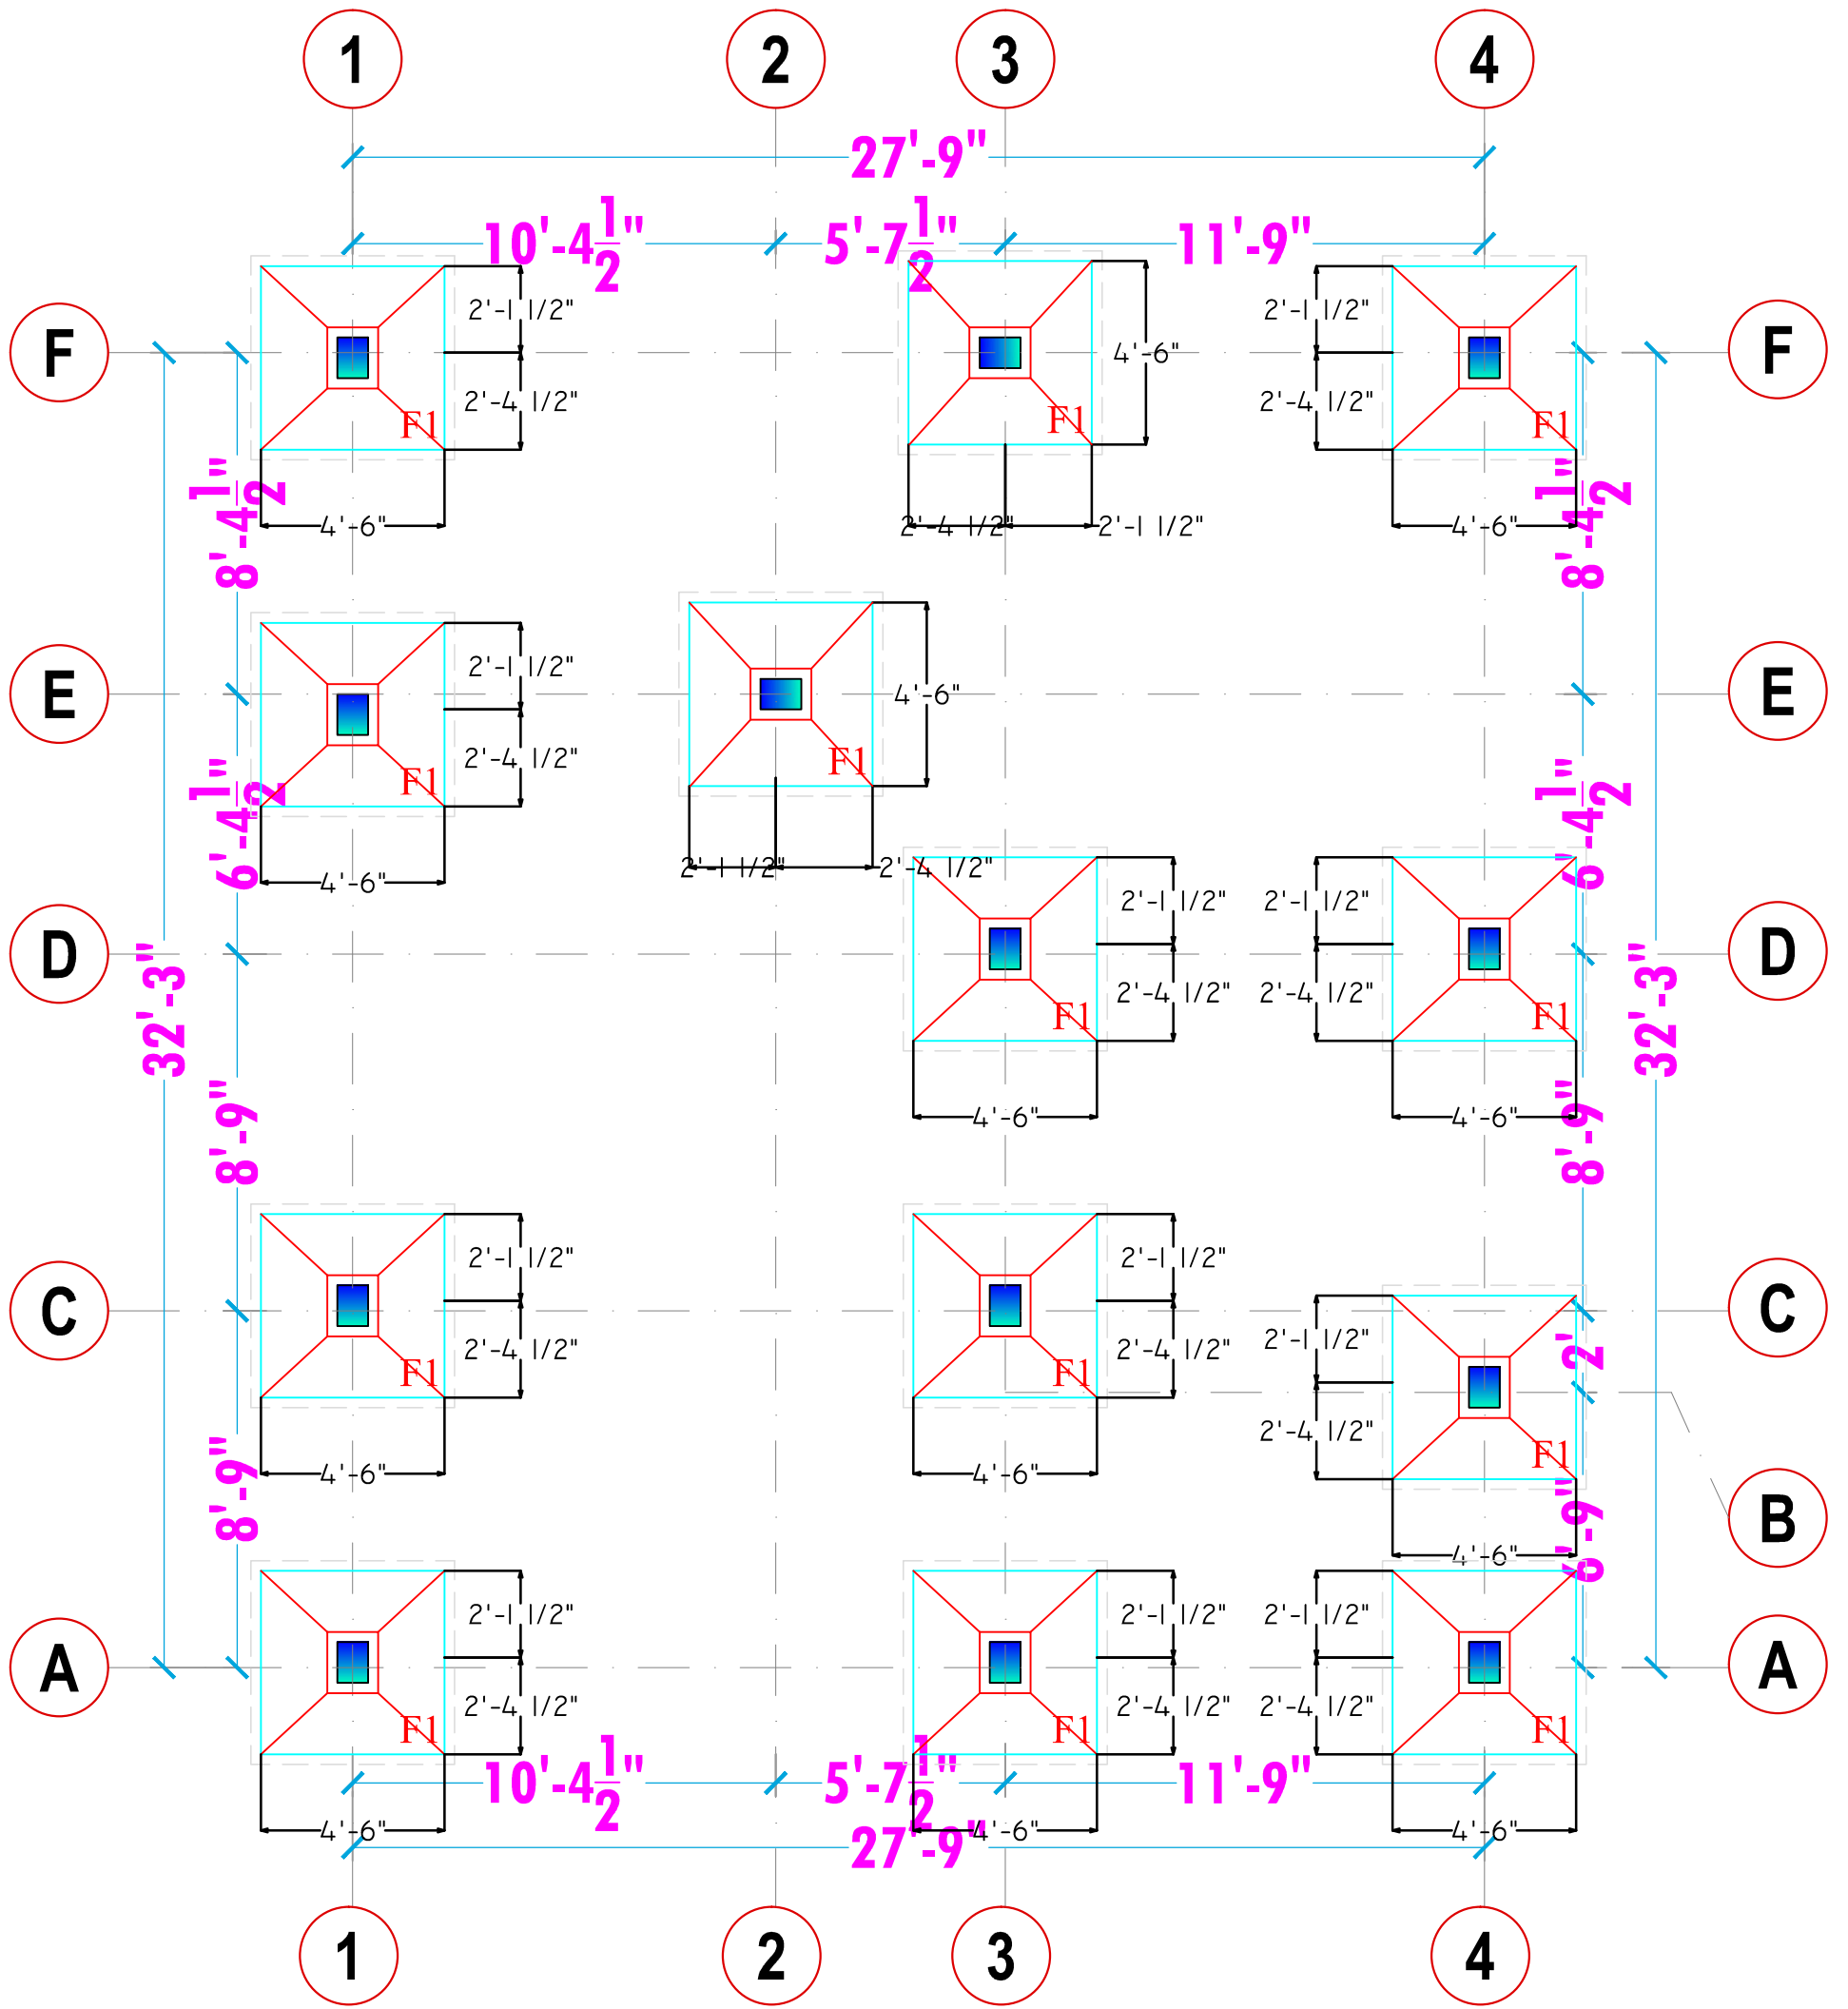 1 2 3 4
27'-9"
10'-4 1/2" 5'-7 1/2" 11'-9"
2'-1 1/2" 2'-1 1/2"
F 4'-6" F
2'-4 1/2" 2'-4 1/2"
F1 F1 F1
4'-6" 2'-4 1/2" 2'-1 1/2" 4'-6"
8'-4 1/2" 8'-4 1/2"
2'-1 1/2"
E 4'-6" E
2'-4 1/2"
F1 F1
6'-4 1/2" 6'-4 1/2"
4'-6" 2'-1 1/2" 2'-4 1/2"
2'-1 1/2" 2'-1 1/2"
D D
2'-4 1/2" 2'-4 1/2"
F1 F1
32'-3" 32'-3"
4'-6" 4'-6"
8'-9" 8'-9"
2'-1 1/2" 2'-1 1/2"
C C
2'-1 1/2" 2'
2'-4 1/2" 2'-4 1/2"
F1 F1
2'-4 1/2"
F1
4'-6" 4'-6"
8'-9" 6'-9"
B
4'-6"
2'-1 1/2" 2'-1 1/2" 2'-1 1/2"
A A
2'-4 1/2" 2'-4 1/2" 2'-4 1/2"
F1 F1 F1
10'-4 1/2" 5'-7 1/2" 11'-9"
4'-6" 4'-6" 4'-6"
27'-9"
1 2 3 4